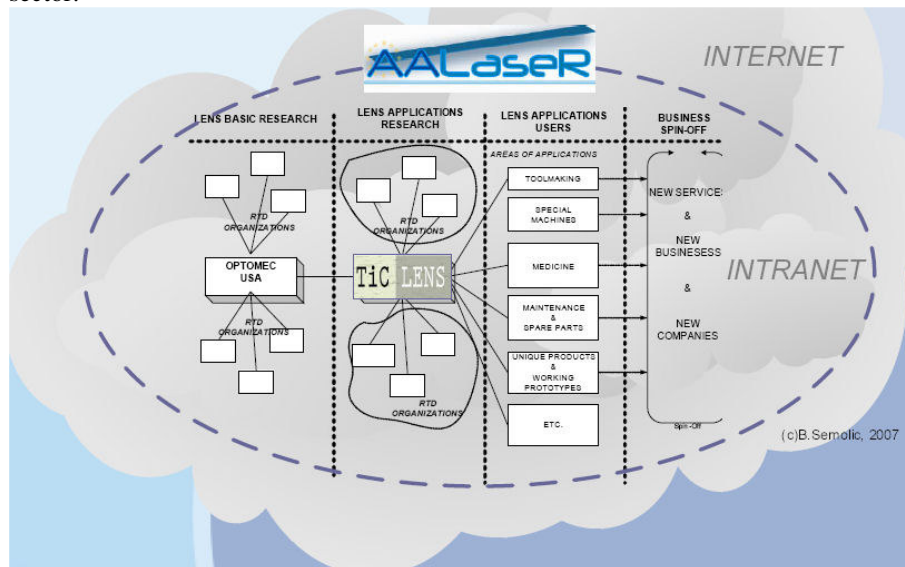 AALaseR
INTERNET
LENS BASIC RESEARCH
LENS APPLICATIONS
RESEARCH
LENS APPLICATIONS
USERS
BUSINESS
SPIN-OFF
AREAS OF APPLICATIONS
RTD
ORGANIZATIONS
RTD
ORGANIZATIONS
TOOLMAKING
SPECIAL
MACHINES
NEW SERVICES
&
NEW
BUSINESESS
&
NEW
COMPANIES
OPTOMEC
USA
TiC LENS
MEDICINE
INTRANET
MAINTENANCE
&
SPARE PARTS
RTD
ORGANIZATIONS
UNIQUE PRODUCTS
&
WORKING
PROTOTYPES
RTD
ORGANIZATIONS
ETC.
Spin-Off
(c)B.Semolic, 2007